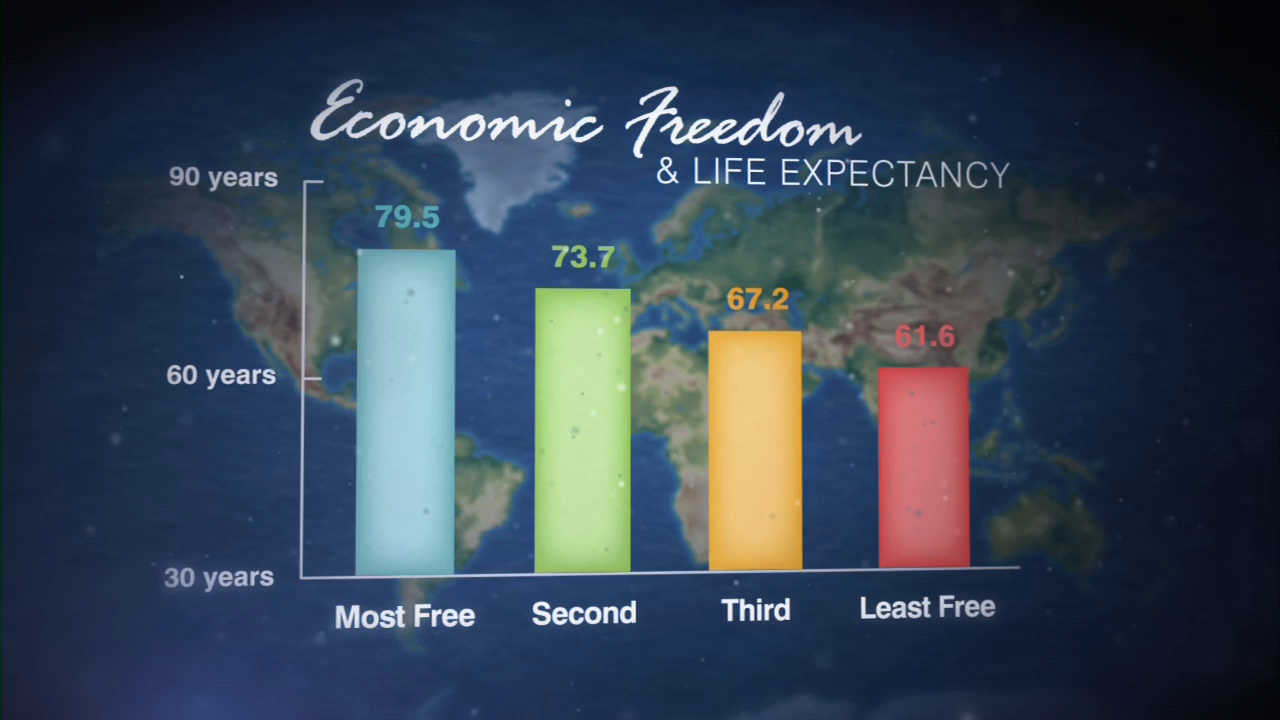 Economic Freedom
& LIFE EXPECTANCY
90 years
60 years
30 years
79.5
73.7
67.2
61.6
Most Free
Second
Third
Least Free